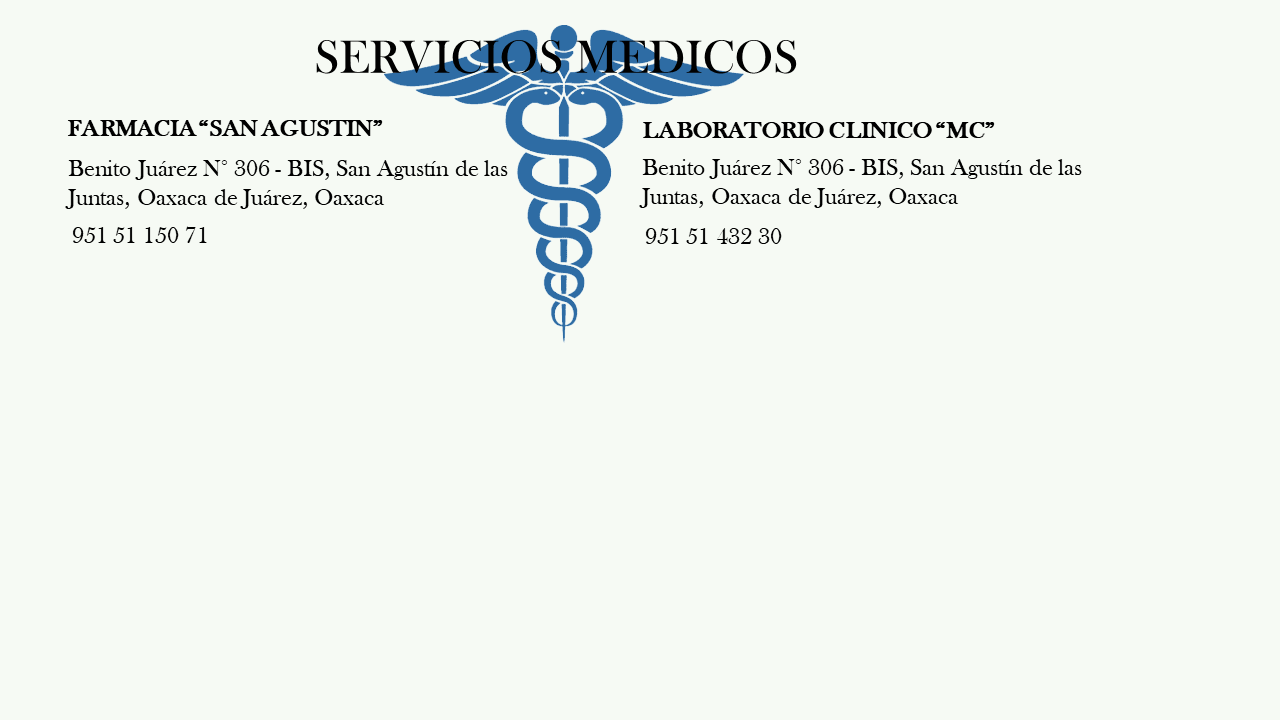 SERVICIOS MEDICOS
FARMACIA “SAN AGUSTIN”
Benito Juárez N° 306 - BIS, San Agustín de las
Juntas, Oaxaca de Juárez, Oaxaca
951 51 150 71
LABORATORIO CLINICO “MC”
Benito Juárez N° 306 - BIS, San Agustín de las
Juntas, Oaxaca de Juárez, Oaxaca
951 51 432 30